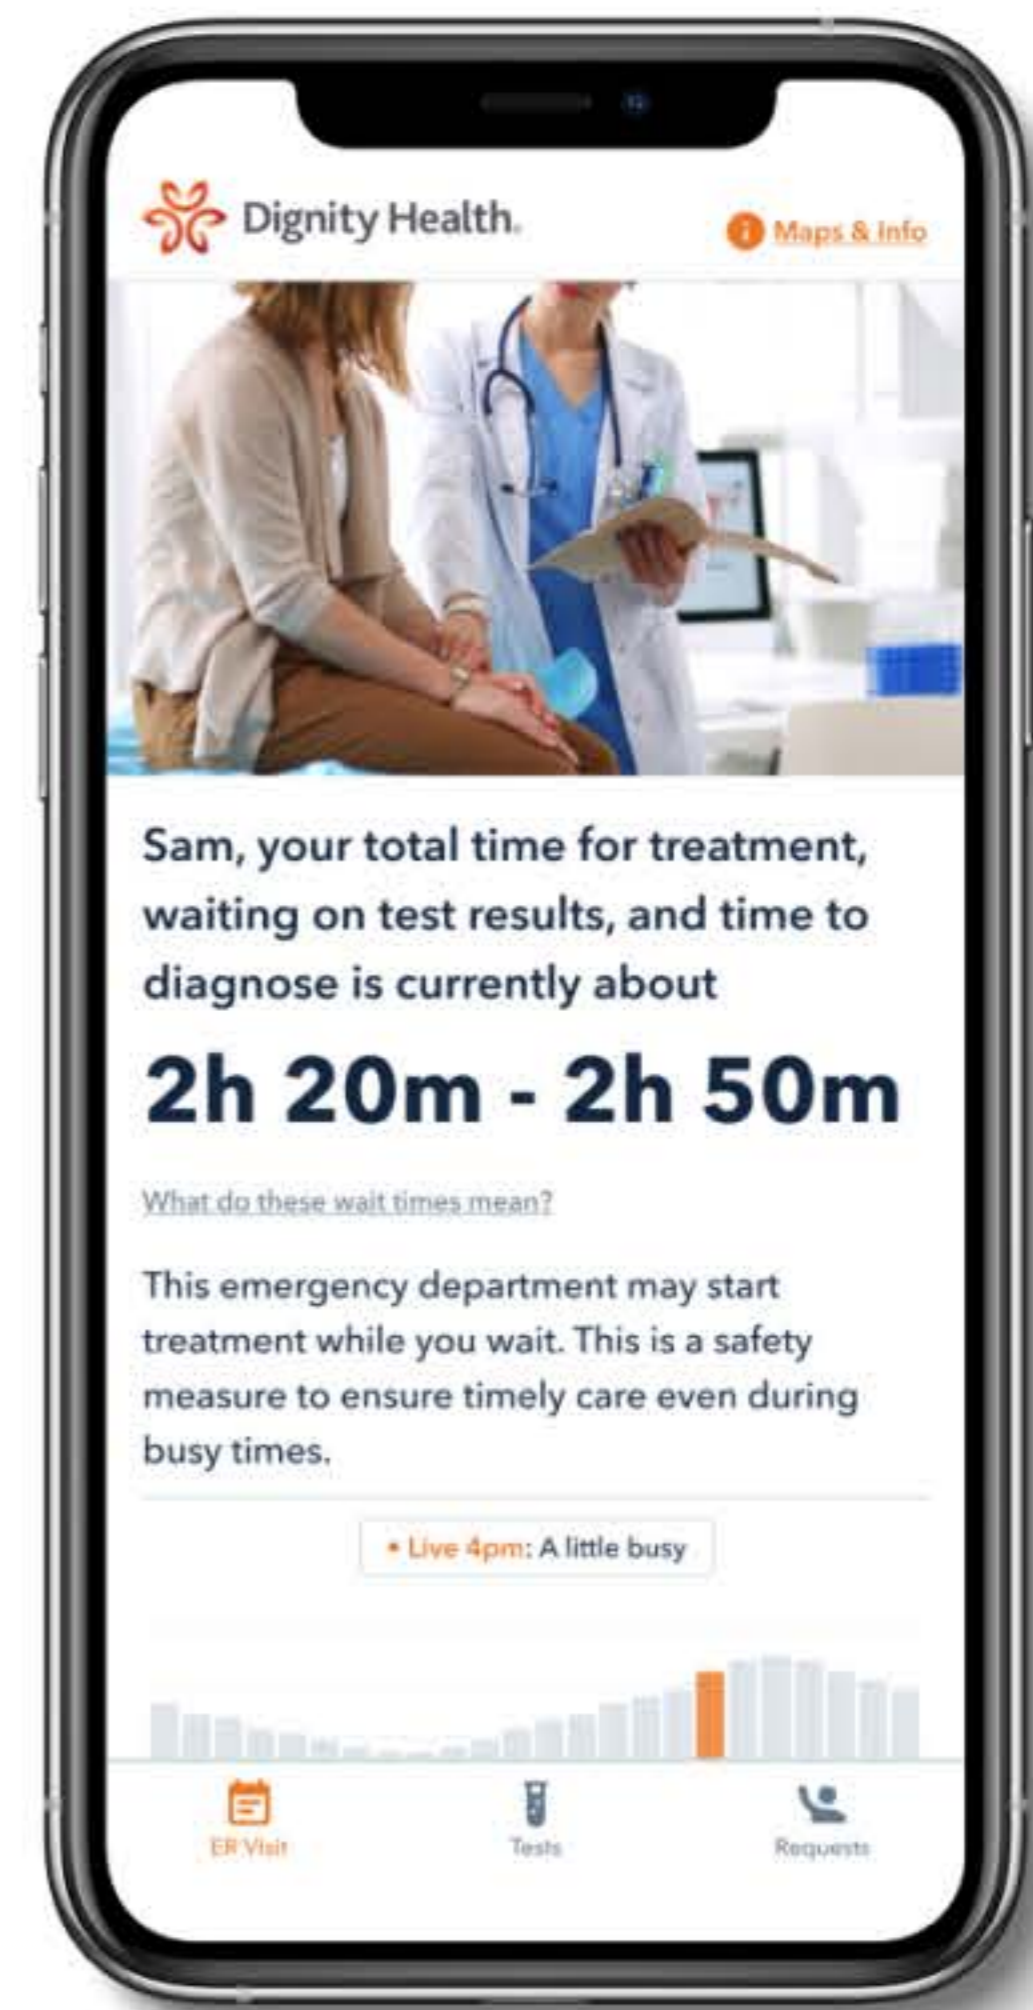 Dignity Health.
Maps & Info
Sam, your total time for treatment,
waiting on test results, and time to
diagnose is currently about
2h 20m - 2h 50m
What do these wait times mean?
This emergency department may start
treatment while you wait. This is a safety
measure to ensure timely care even during
busy times.
• Live 4pm: A little busy
ER Visit
Tests
Requests